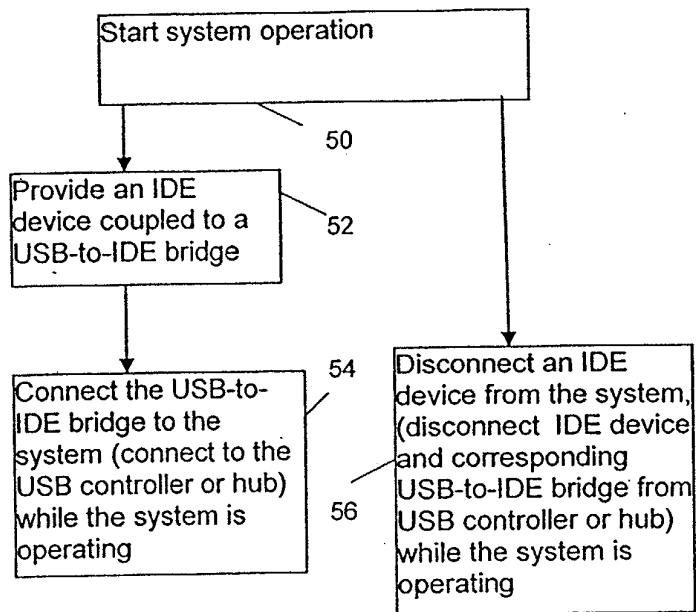 Start system operation
50
Provide an IDE
device coupled to a
USB-to-IDE bridge
52
Connect the USB-to-
IDE bridge to the
system (connect to the
USB controller or hub)
while the system is
operating
54
Disconnect an IDE
device from the system,
(disconnect IDE device
and corresponding
USB-to-IDE bridge from
USB controller or hub)
while the system is
operating
56